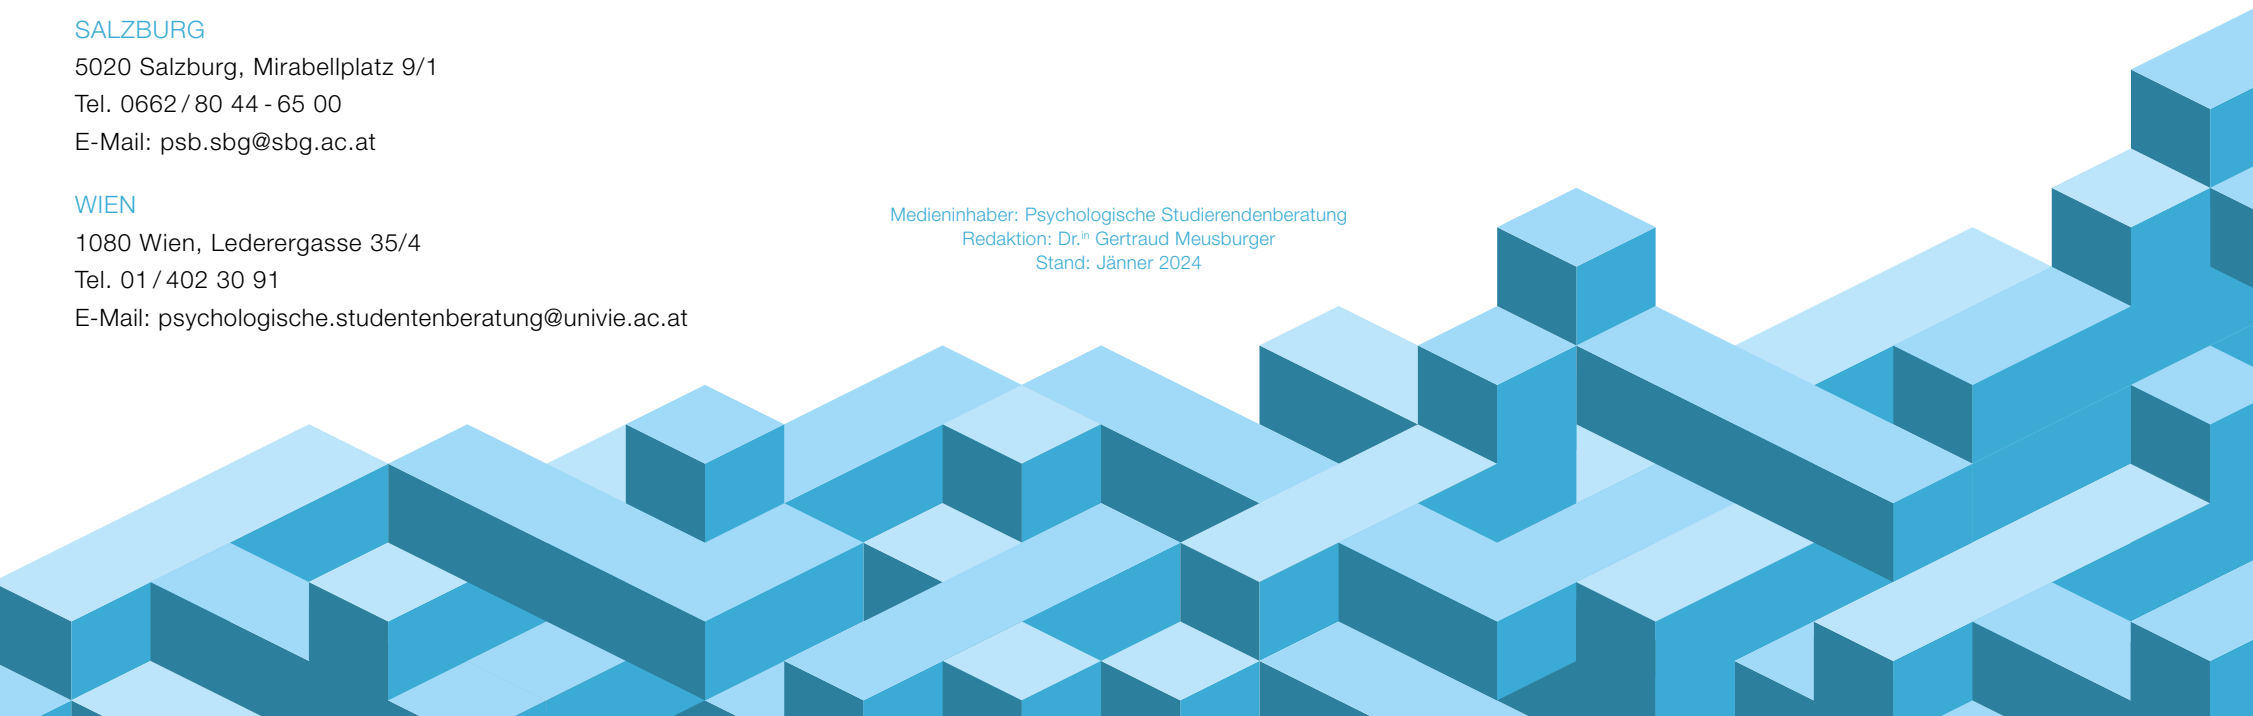 SALZBURG
5020 Salzburg, Mirabellplatz 9/1
Tel. 0662 / 80 44 - 65 00
E-Mail: psb.sbg@sbg.ac.at
WIEN
1080 Wien, Lederergasse 35/4
Tel. 01 / 402 30 91
E-Mail: psychologische.studentenberatung@univie.ac.at
Medieninhaber: Psychologische Studierendenberatung
Redaktion: Dr.in Gertraud Meusburger
Stand: Jänner 2024